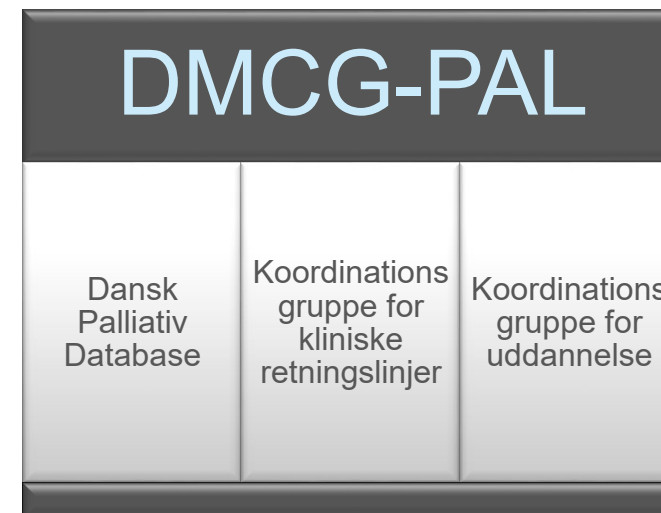 DMCG-PAL
Dansk
Palliativ
Database
Koordinations
gruppe for
kliniske
retningslinjer
Koordinations
gruppe for
uddannelse